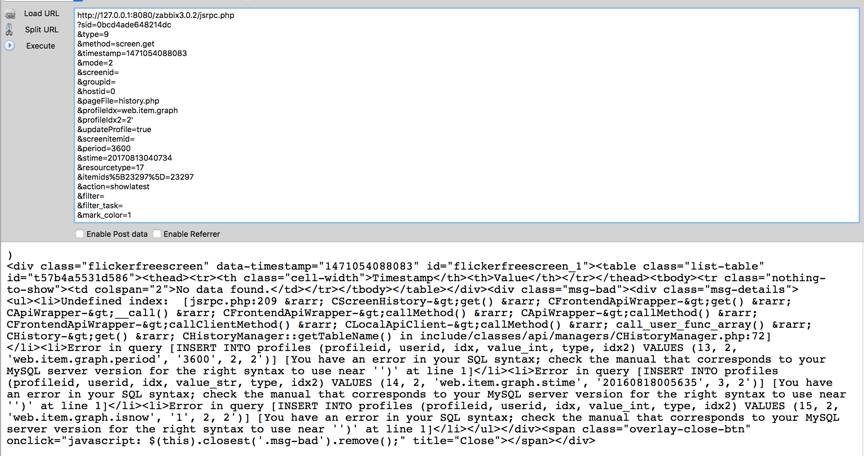 Load URL
Split URL
Execute
http://127.0.0.1:8080/zabbix3.0.2/jsrpc.php
?sid=0bcd4ade648214dc
&type=9
&method=screen.get
&timestamp=1471054088083
&mode=2
&screenid=
&groupid=
&hostid=0
&pageFile=history.php
&profileIdx=web.item.graph
&profileIdx2=2'
&updateProfile=true
&screenitemid=
&period=3600
&stime=20170813040734
&resourcetype=17
&itemids%5B23297%5D=23297
&action=showlatest
&filter=
&filter_task=
&mark_color=1
Enable Post data Enable Referrer
)
<div class="flickerfreescreen" data-timestamp="1471054088083" id="flickerfreescreen_1"><table class="list-table"
id="t57b4a5531d586"><thead><tr><th class="cell-width">Timestamp</th><th>Value</th></tr></thead><tbody><tr class="nothing-
to-show"><td colspan="2">No data found.</td></tr></tbody></table></div><div class="msg-bad"><div class="msg-details">
<ul><li>Undefined index:  [jsrpc.php:209 &rarr; CScreenHistory-&gt;get() &rarr; CFrontendApiWrapper-&gt;get() &rarr;
CApiWrapper-&gt;__call() &rarr; CFrontendApiWrapper-&gt;callMethod() &rarr; CApiWrapper-&gt;callMethod() &rarr;
CFrontendApiWrapper-&gt;callClientMethod() &rarr; CLocalApiClient-&gt;callMethod() &rarr; call_user_func_array() &rarr;
CHistory-&gt;get() &rarr; CHistoryManager::getTableName() in include/classes/api/managers/CHistoryManager.php:72]
</li><li>Error in query [INSERT INTO profiles (profileid, userid, idx, value_int, type, idx2) VALUES (13, 2,
'web.item.graph.period', '3600', 2, 2')] [You have an error in your SQL syntax; check the manual that corresponds to your
MySQL server version for the right syntax to use near '')' at line 1]</li><li>Error in query [INSERT INTO profiles
(profileid, userid, idx, value_str, type, idx2) VALUES (14, 2, 'web.item.graph.stime', '20160818005635', 3, 2')] [You have
an error in your SQL syntax; check the manual that corresponds to your MySQL server version for the right syntax to use near
'')' at line 1]</li><li>Error in query [INSERT INTO profiles (profileid, userid, idx, value_int, type, idx2) VALUES (15, 2,
'web.item.graph.isnow', '1', 2, 2')] [You have an error in your SQL syntax; check the manual that corresponds to your MySQL
server version for the right syntax to use near '')' at line 1]</li></ul></div><span class="overlay-close-btn"
onclick="javascript: $(this).closest('.msg-bad').remove();" title="Close"></span></div>